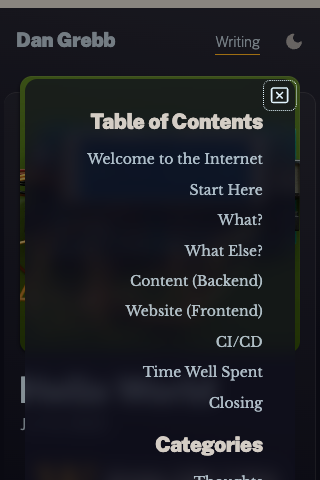 Dan Grebb
Writing
Table of Contents
Welcome to the Internet
Start Here
What?
What Else?
Content (Backend)
Website (Frontend)
CI/CD
Time Well Spent
Closing
Categories
Thoughts